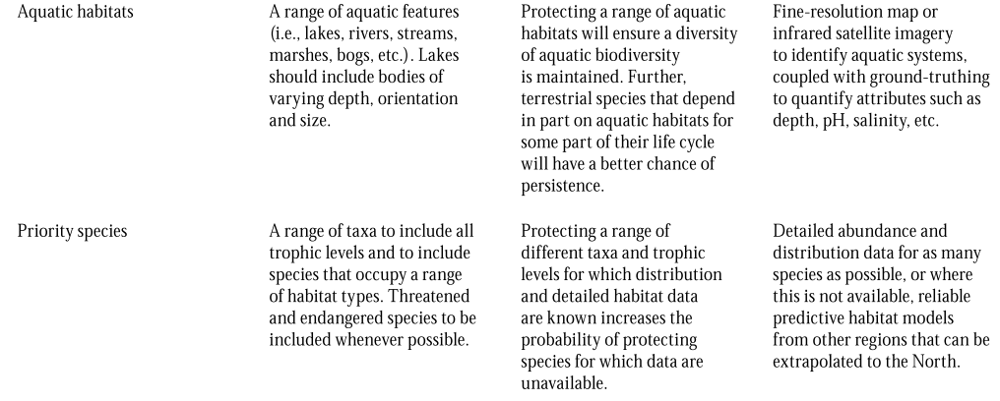 Aquatic habitats
A range of aquatic features
(i.e., lakes, rivers, streams,
marshes, bogs, etc.). Lakes
should include bodies of
varying depth, orientation
and size.
Protecting a range of aquatic
habitats will ensure a diversity
of aquatic biodiversity
is maintained. Further,
terrestrial species that depend
in part on aquatic habitats for
some part of their life cycle
will have a better chance of
persistence.
Fine-resolution map or
infrared satellite imagery
to identify aquatic systems,
coupled with ground-truthing
to quantify attributes such as
depth, pH, salinity, etc.
Priority species
A range of taxa to include all
trophic levels and to include
species that occupy a range
of habitat types. Threatened
and endangered species to be
included whenever possible.
Protecting a range of
different taxa and trophic
levels for which distribution
and detailed habitat data
are known increases the
probability of protecting
species for which data are
unavailable.
Detailed abundance and
distribution data for as many
species as possible, or where
this is not available, reliable
predictive habitat models
from other regions that can be
extrapolated to the North.